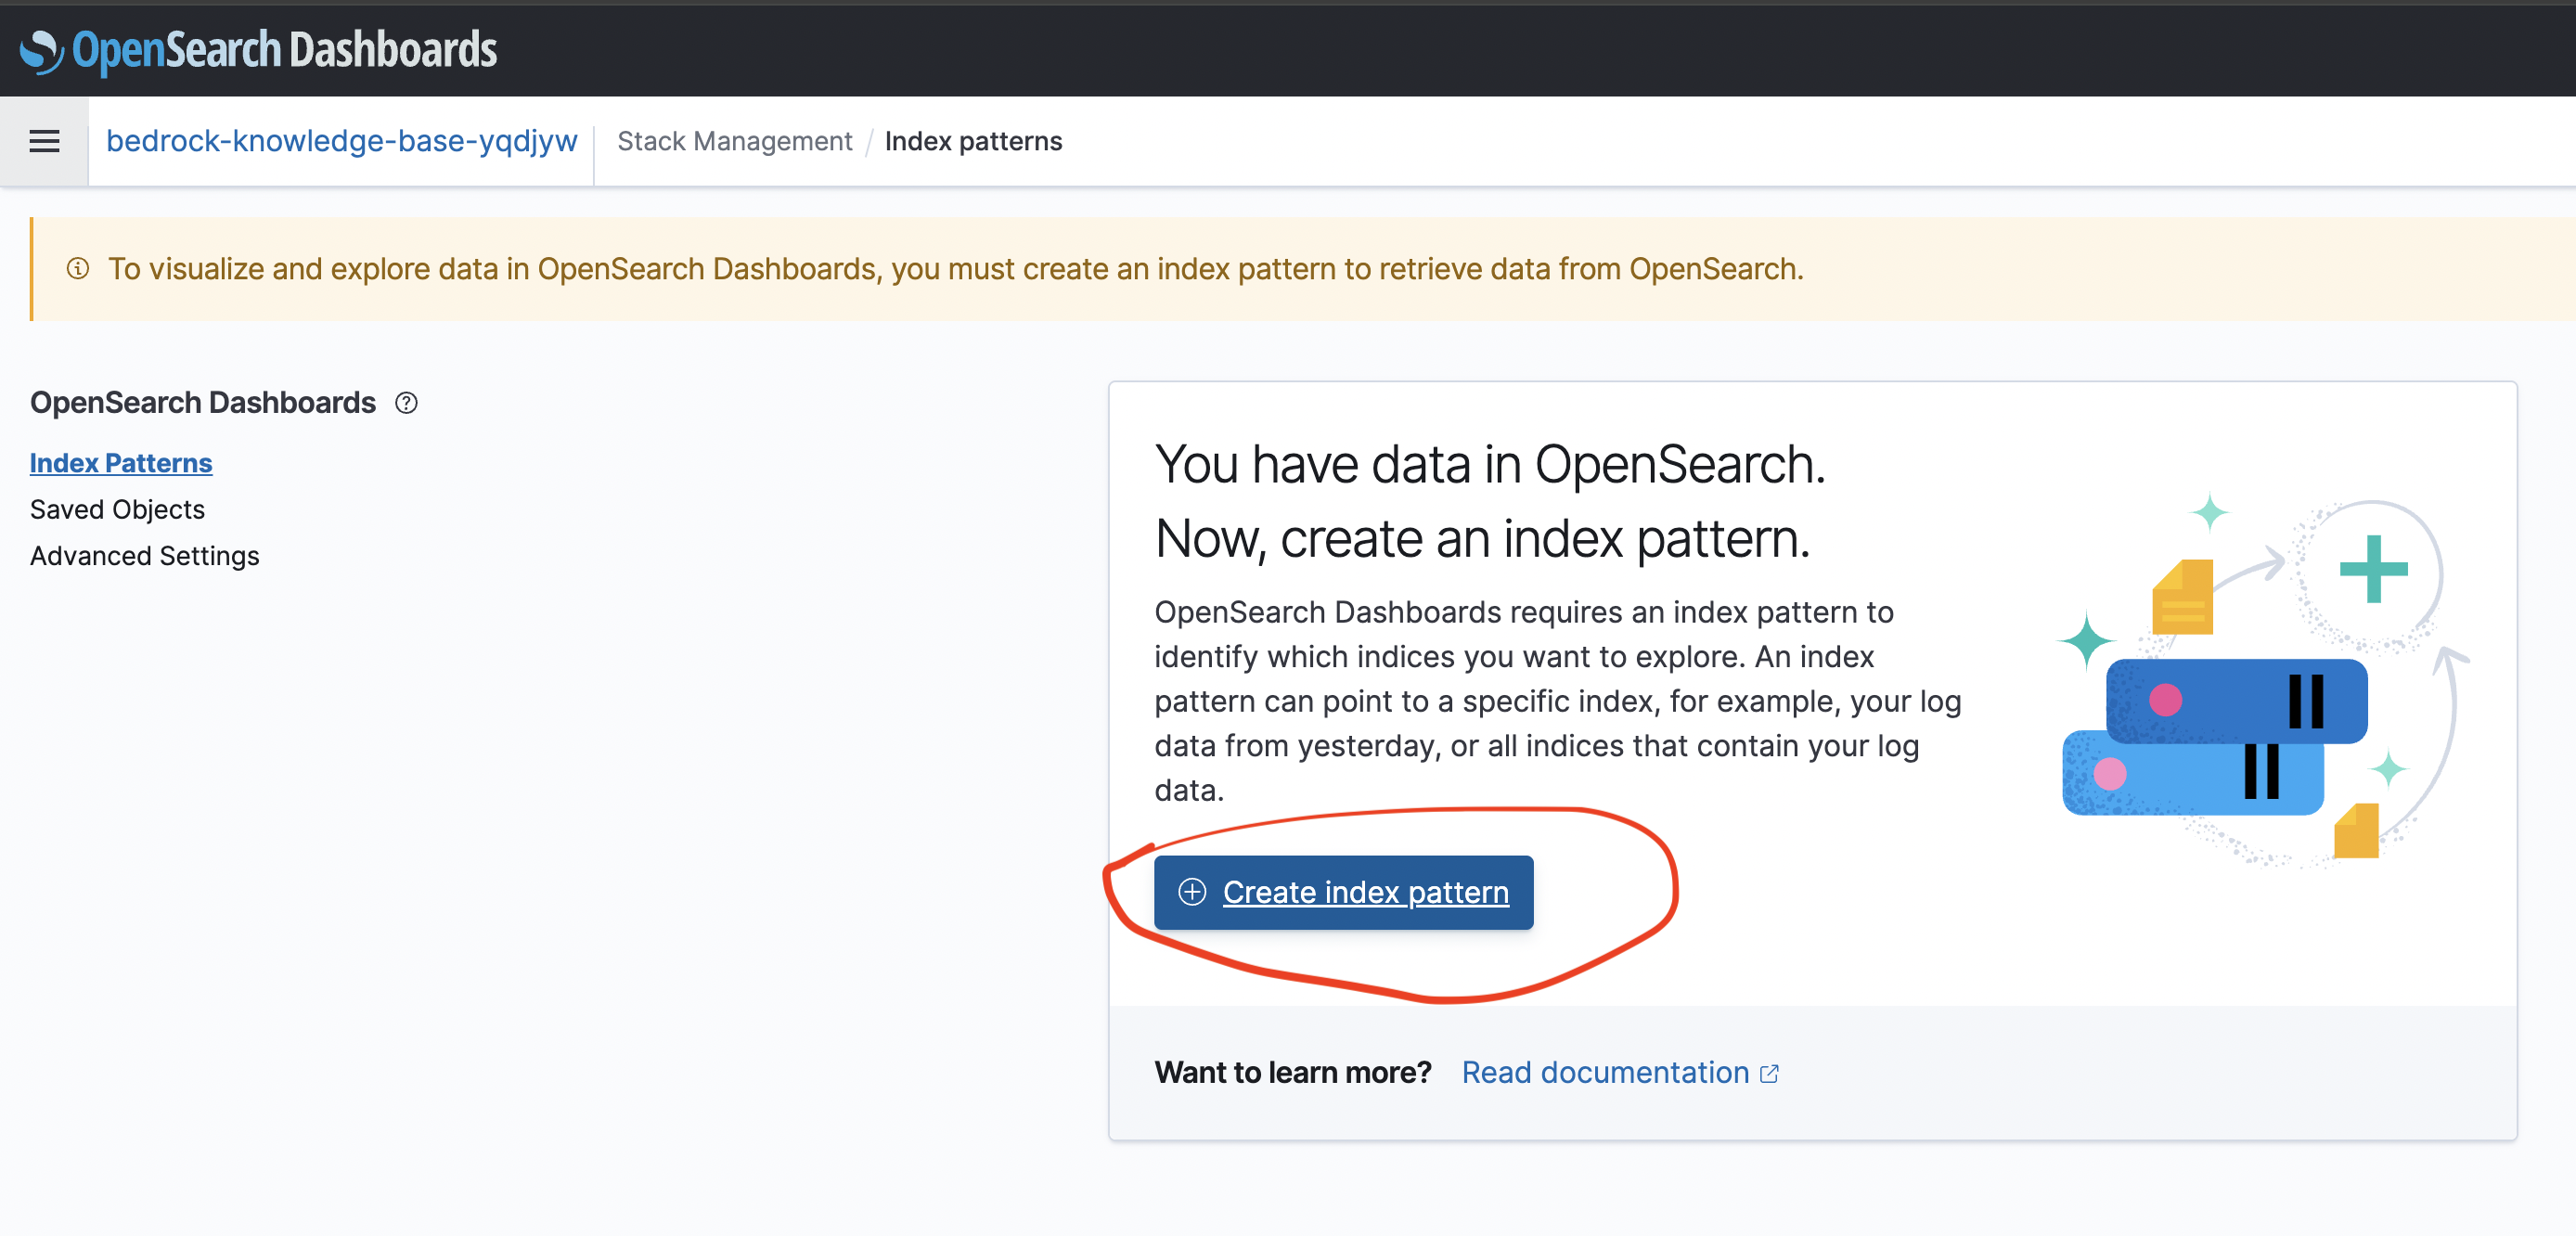 OpenSearch Dashboards
bedrock-knowledge-base-yqdjyw
Stack Management / Index patterns
To visualize and explore data in OpenSearch Dashboards, you must create an index pattern to retrieve data from OpenSearch.
OpenSearch Dashboards
Index Patterns
Saved Objects
Advanced Settings
You have data in OpenSearch.
Now, create an index pattern.
OpenSearch Dashboards requires an index pattern to
identify which indices you want to explore. An index
pattern can point to a specific index, for example, your log
data from yesterday, or all indices that contain your log
data.
Create index pattern
Want to learn more? Read documentation